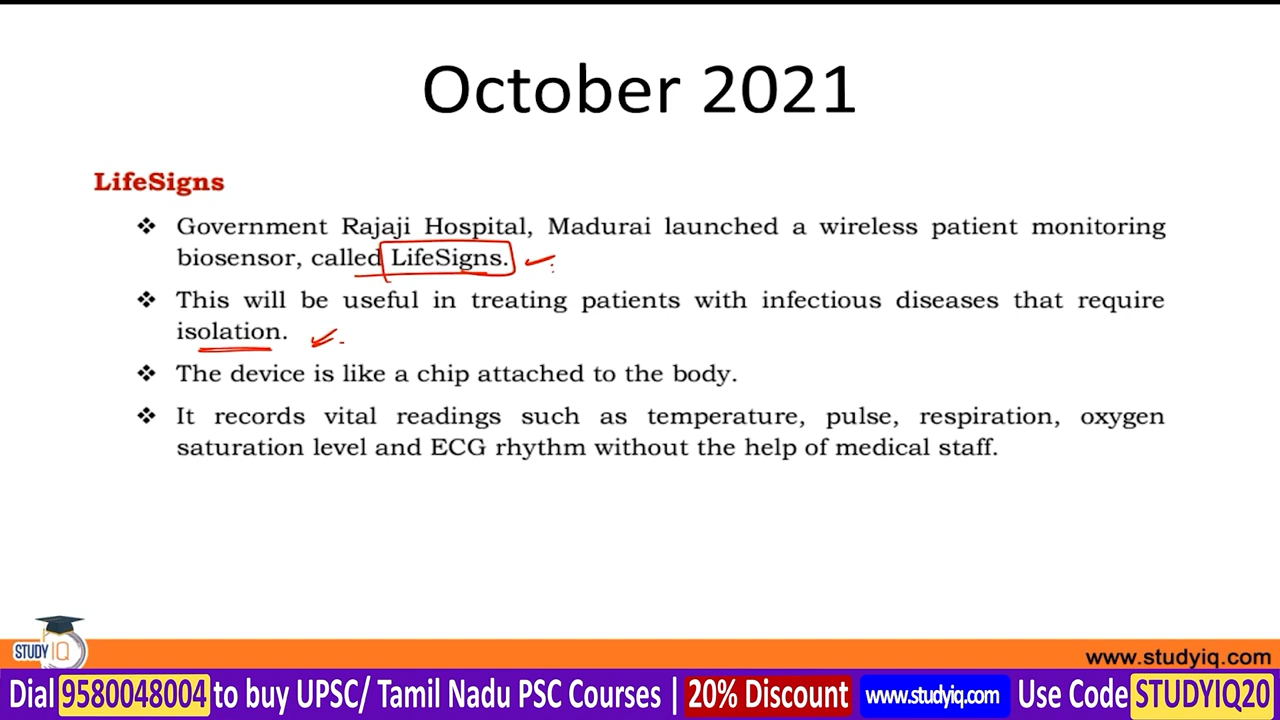 October 2021
LifeSigns
❖ Government Rajaji Hospital, Madurai launched a wireless patient monitoring
biosensor, called LifeSigns.
❖ This will be useful in treating patients with infectious diseases that require
isolation.
❖ The device is like a chip attached to the body.
❖ It records vital readings such as temperature, pulse, respiration, oxygen
saturation level and ECG rhythm without the help of medical staff.
STUDY IQ
www.studyiq.com
Dial 9580048004 to buy UPSC/ Tamil Nadu PSC Courses | 20% Discount www.studyiq.com Use Code STUDYIQ20